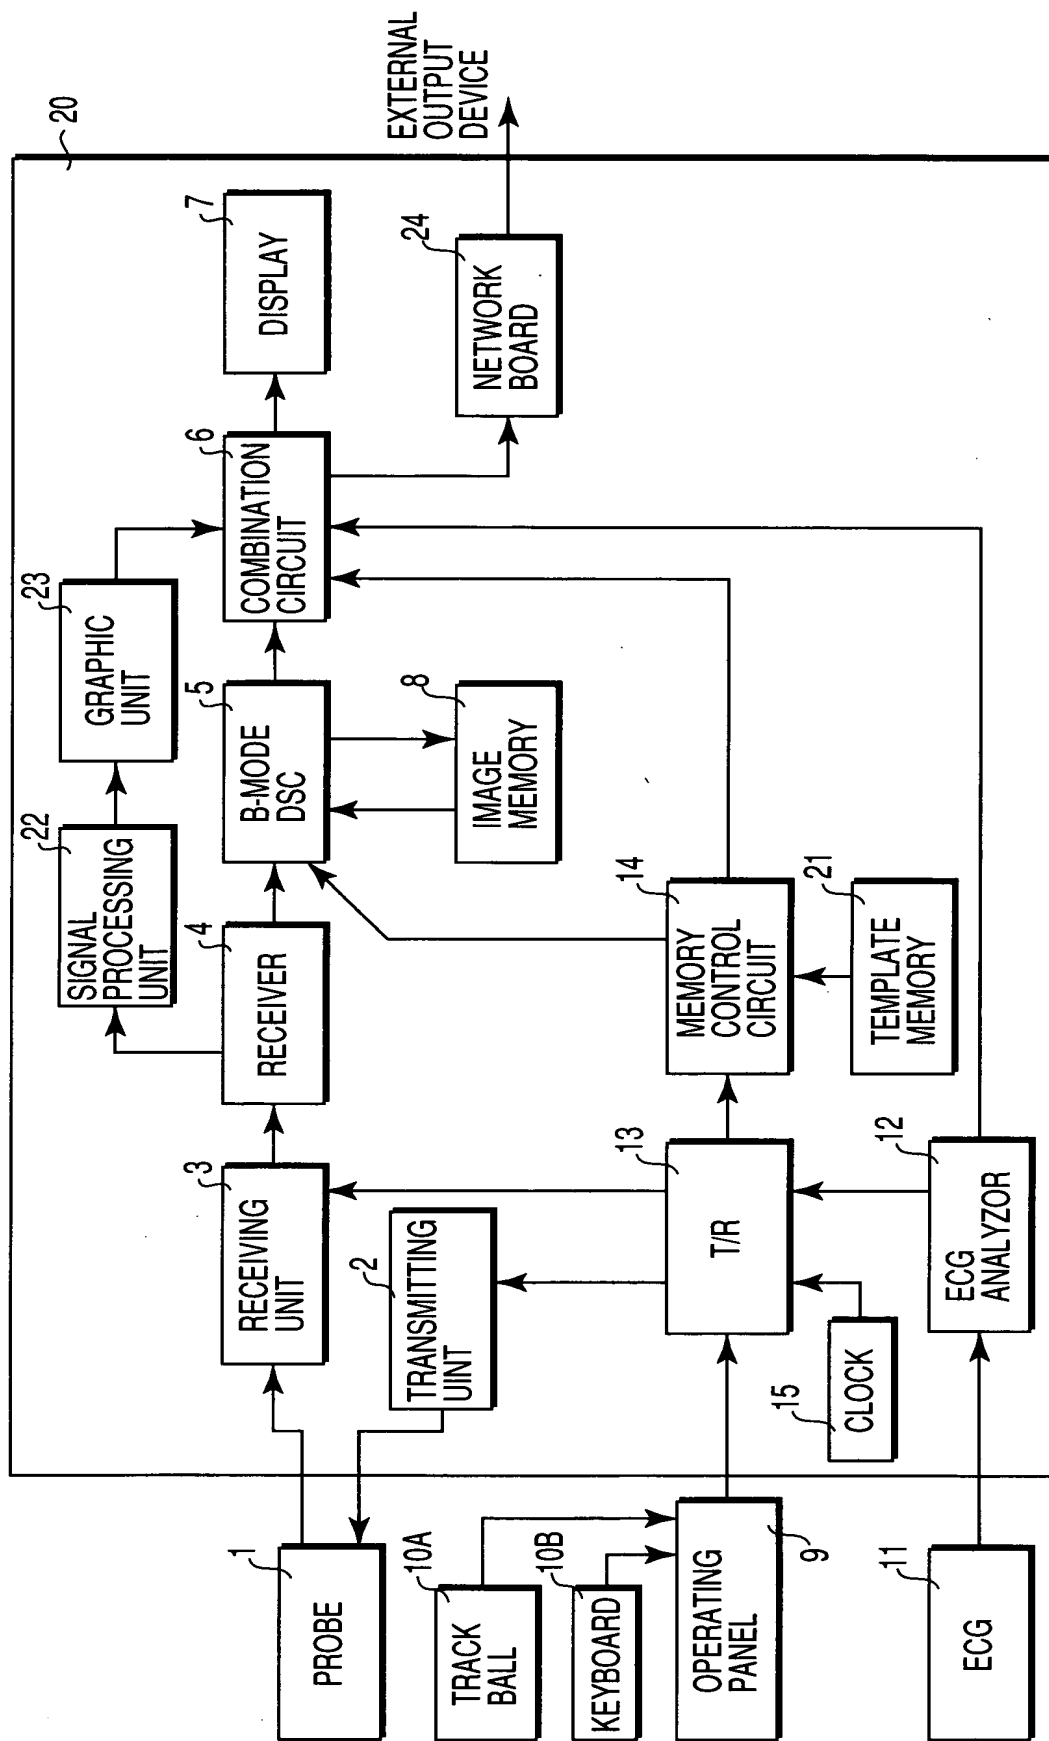 20
EXTERNAL
OUTPUT
DEVICE
22
SIGNAL
PROCESSING
UNIT
23
GRAPHIC
UNIT
1
PROBE
3
RECEIVING
UNIT
4
RECEIVER
5
B-MODE
DSC
6
COMBINATION
CIRCUIT
7
DISPLAY
2
TRANSMITTING
UINT
8
IMAGE
MEMORY
24
NETWORK
BOARD
10A
TRACK
BALL
10B
KEYBOARD
OPERATING
PANEL
9
13
T/R
14
MEMORY
CONTROL
CIRCUIT
15
CLOCK
21
TEMPLATE
MEMORY
11
ECG
12
ECG
ANALYZOR